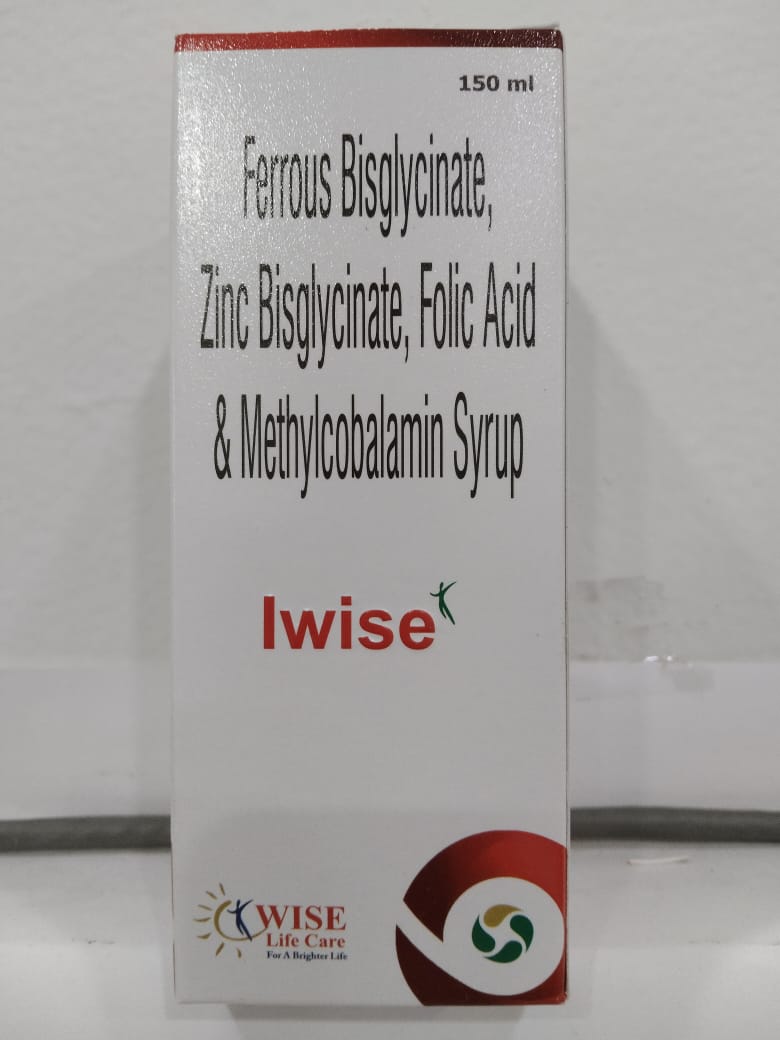 150 ml
Ferrous Bisglycinate,
Zinc Bisglycinate, Folic Acid
& Methylcobalamin Syrup
Iwise
WISE
Life Care
For A Brighter Life